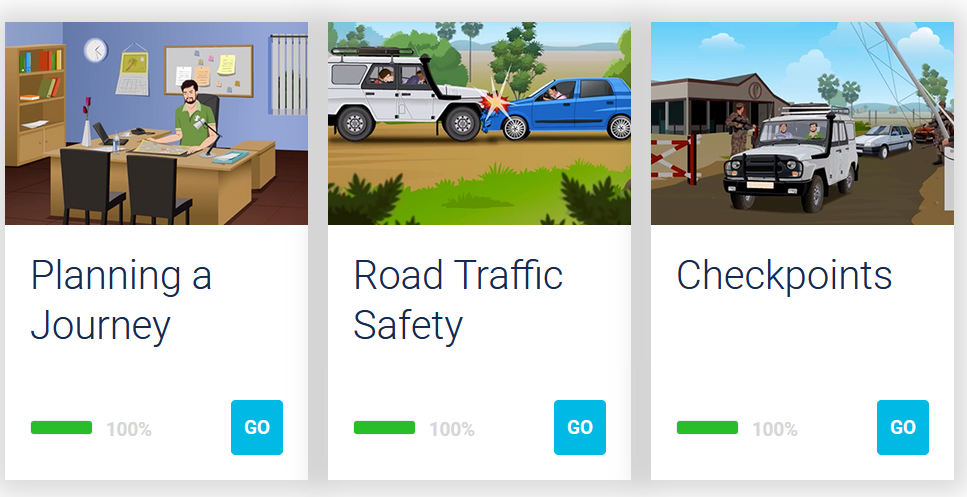 Planning a
Journey
100%
GO
Road Traffic
Safety
100%
GO
Checkpoints
100%
GO